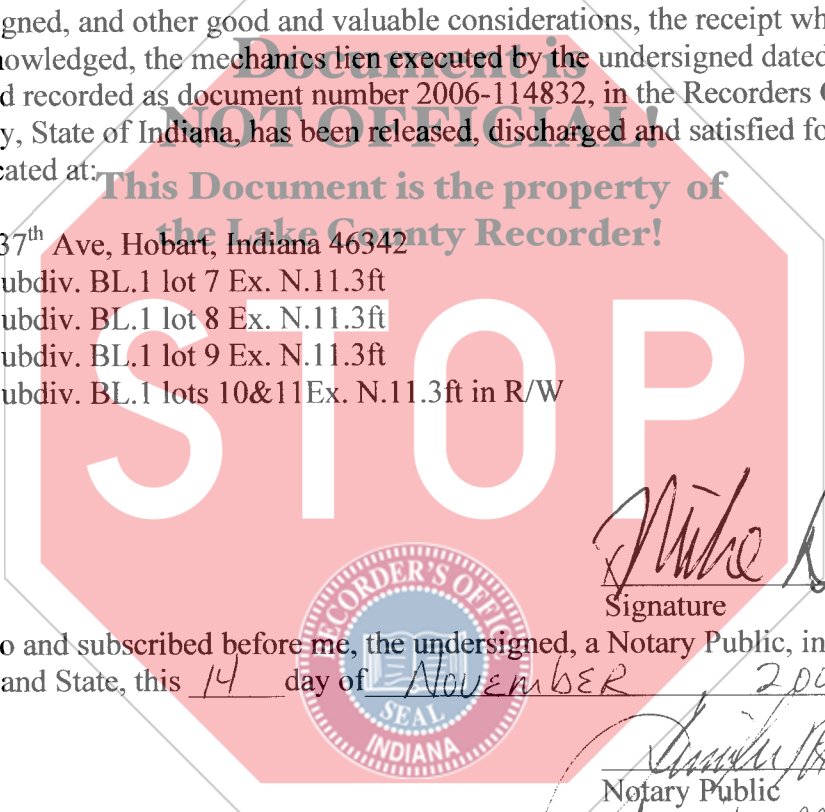 gned, and other good and valuable considerations, the receipt wh
nowledged, the mechanics lien executed by the undersigned dated
Document is
d recorded as document number 2006-114832, in the Recorders
NOT OFFICIAL!
y, State of Indiana, has been released, discharged and satisfied fo
cated at:
This Document is the property of
the Lake County Recorder!
37th Ave, Hobart, Indiana 46342
ubdiv. BL.1 lot 7 Ex. N.11.3ft
ubdiv. BL.1 lot 8 Ex. N.11.3ft
ubdiv. BL.1 lot 9 Ex. N.11.3ft
ubdiv. BL.1 lots 10&11Ex. N.11.3ft in R/W
STOP
X Mike
Signature
RECORDER'S OFFICE
SEAL
INDIANA
o and subscribed before me, the undersigned, a Notary Public, in
and State, this 14 day of November 200
Notary Public